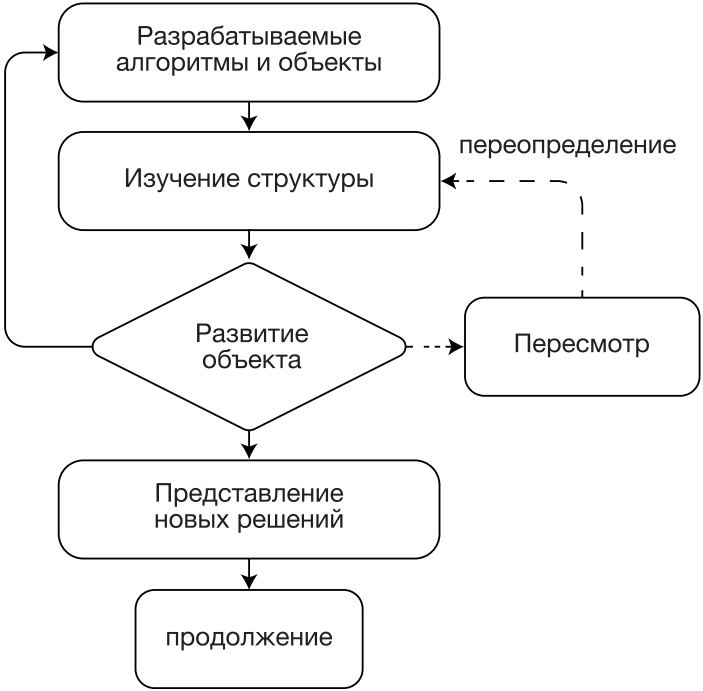 Разрабатываемые
алгоритмы и объекты
переопределение
Изучение структуры
Развитие
объекта
Пересмотр
Представление
новых решений
продолжение